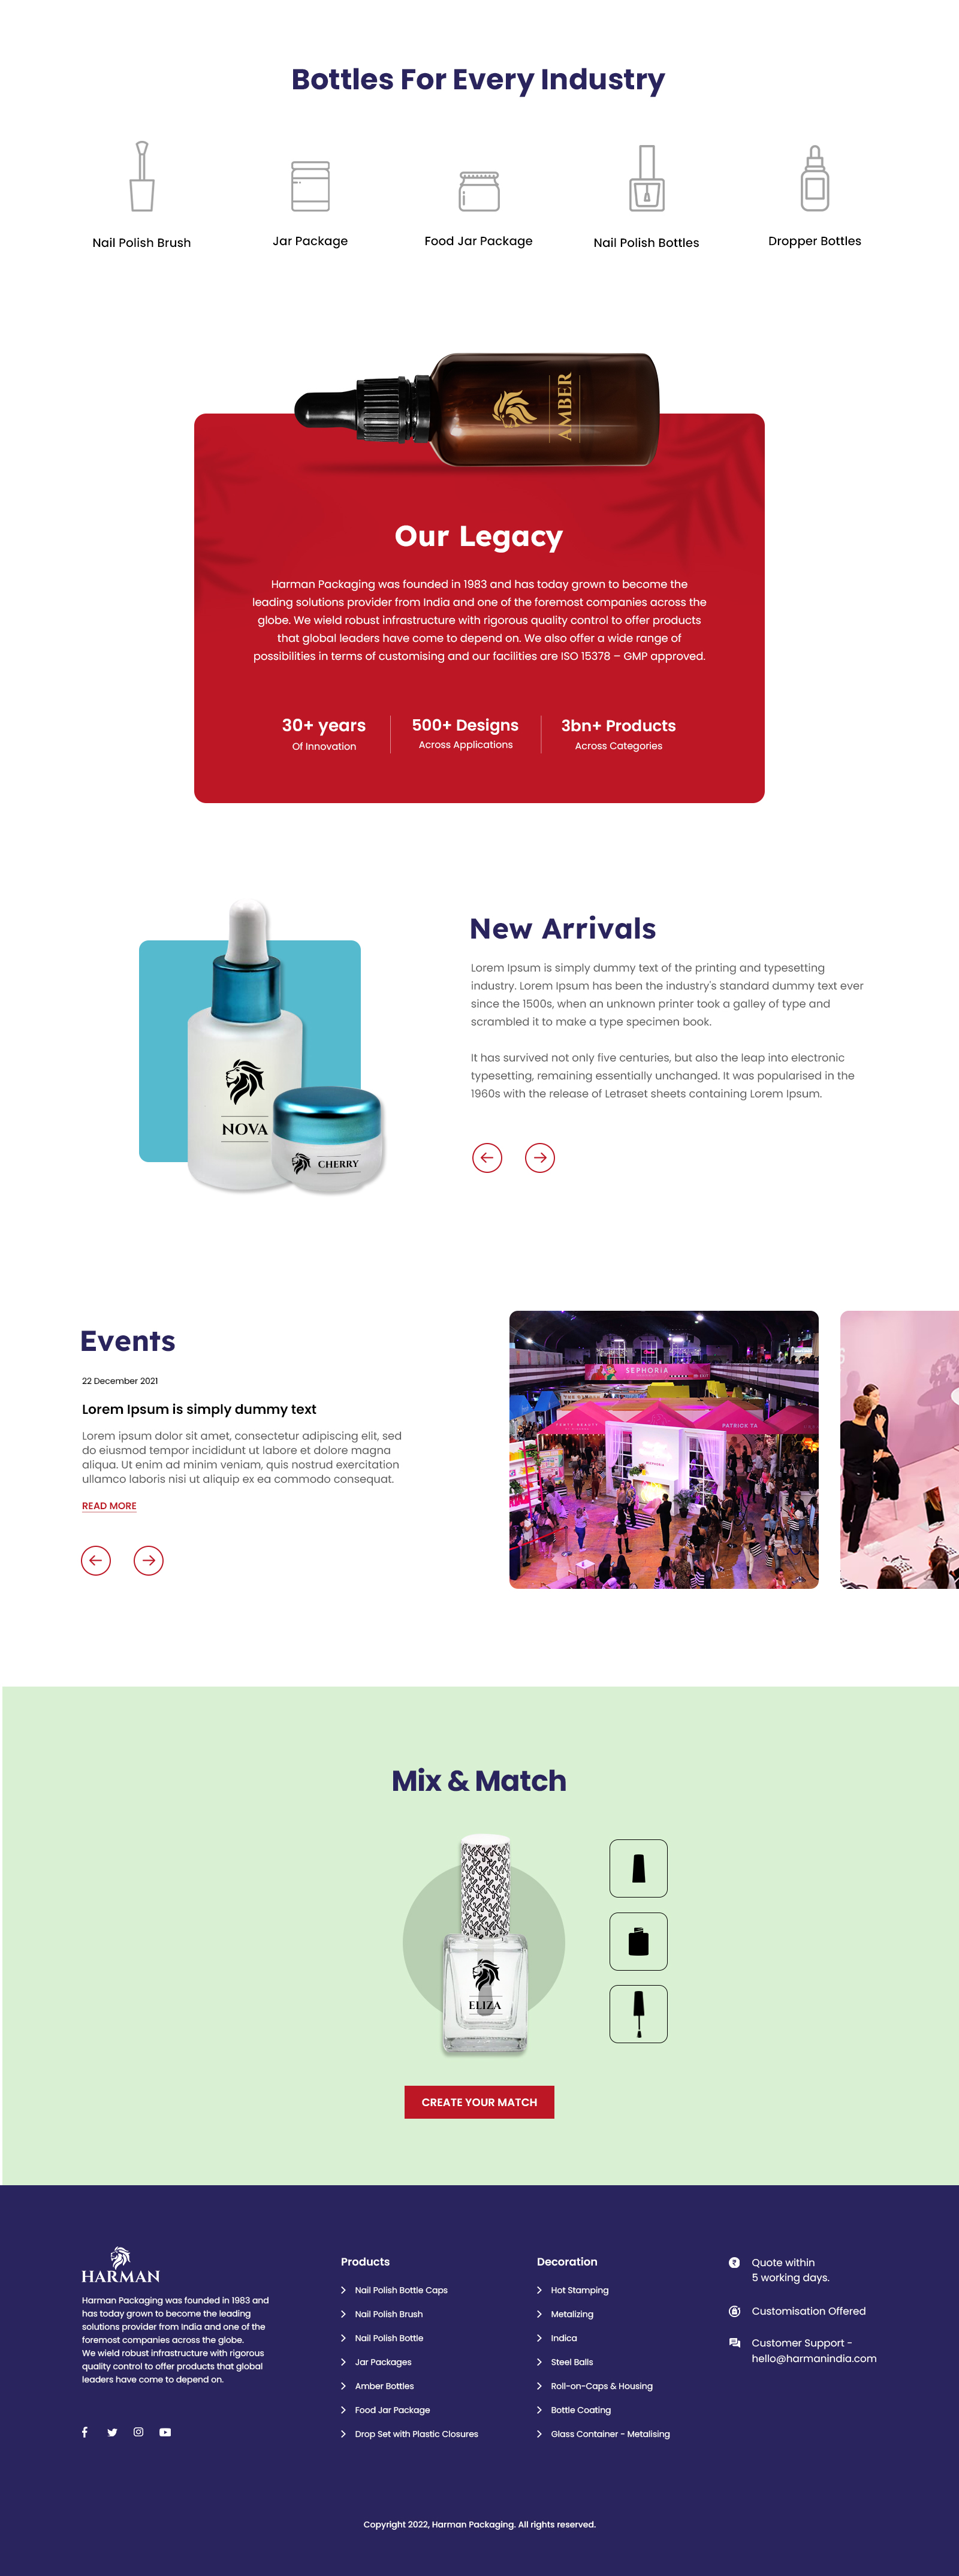 Bottles For Every Industry
Nail Polish Brush
Jar Package
Food Jar Package
Nail Polish Bottles
Dropper Bottles
AMBER
Our Legacy
Harman Packaging was founded in 1983 and has today grown to become the
leading solutions provider from India and one of the foremost companies across the
globe. We wield robust infrastructure with rigorous quality control to offer products
that global leaders have come to depend on. We also offer a wide range of
possibilities in terms of customising and our facilities are ISO 15378 – GMP approved.
30+ years
Of Innovation
500+ Designs
Across Applications
3bn+ Products
Across Categories
NOVA
CHERRY
New Arrivals
Lorem Ipsum is simply dummy text of the printing and typesetting
industry. Lorem Ipsum has been the industry's standard dummy text ever
since the 1500s, when an unknown printer took a galley of type and
scrambled it to make a type specimen book.
It has survived not only five centuries, but also the leap into electronic
typesetting, remaining essentially unchanged. It was popularised in the
1960s with the release of Letraset sheets containing Lorem Ipsum.
Events
22 December 2021
Lorem Ipsum is simply dummy text
Lorem ipsum dolor sit amet, consectetur adipiscing elit, sed
do eiusmod tempor incididunt ut labore et dolore magna
aliqua. Ut enim ad minim veniam, quis nostrud exercitation
ullamco laboris nisi ut aliquip ex ea commodo consequat.
READ MORE
SEPHORiA
FENTY BEAUTY
PATRICK TA
Mix & Match
ELIZA
CREATE YOUR MATCH
HARMAN
Harman Packaging was founded in 1983 and
has today grown to become the leading
solutions provider from India and one of the
foremost companies across the globe.
We wield robust infrastructure with rigorous
quality control to offer products that global
leaders have come to depend on.
Products
Nail Polish Bottle Caps
Nail Polish Brush
Nail Polish Bottle
Jar Packages
Amber Bottles
Food Jar Package
Drop Set with Plastic Closures
Decoration
Hot Stamping
Metalizing
Indica
Steel Balls
Roll-on-Caps & Housing
Bottle Coating
Glass Container - Metalising
Quote within
5 working days.
Customisation Offered
Customer Support -
hello@harmanindia.com
Copyright 2022, Harman Packaging. All rights reserved.